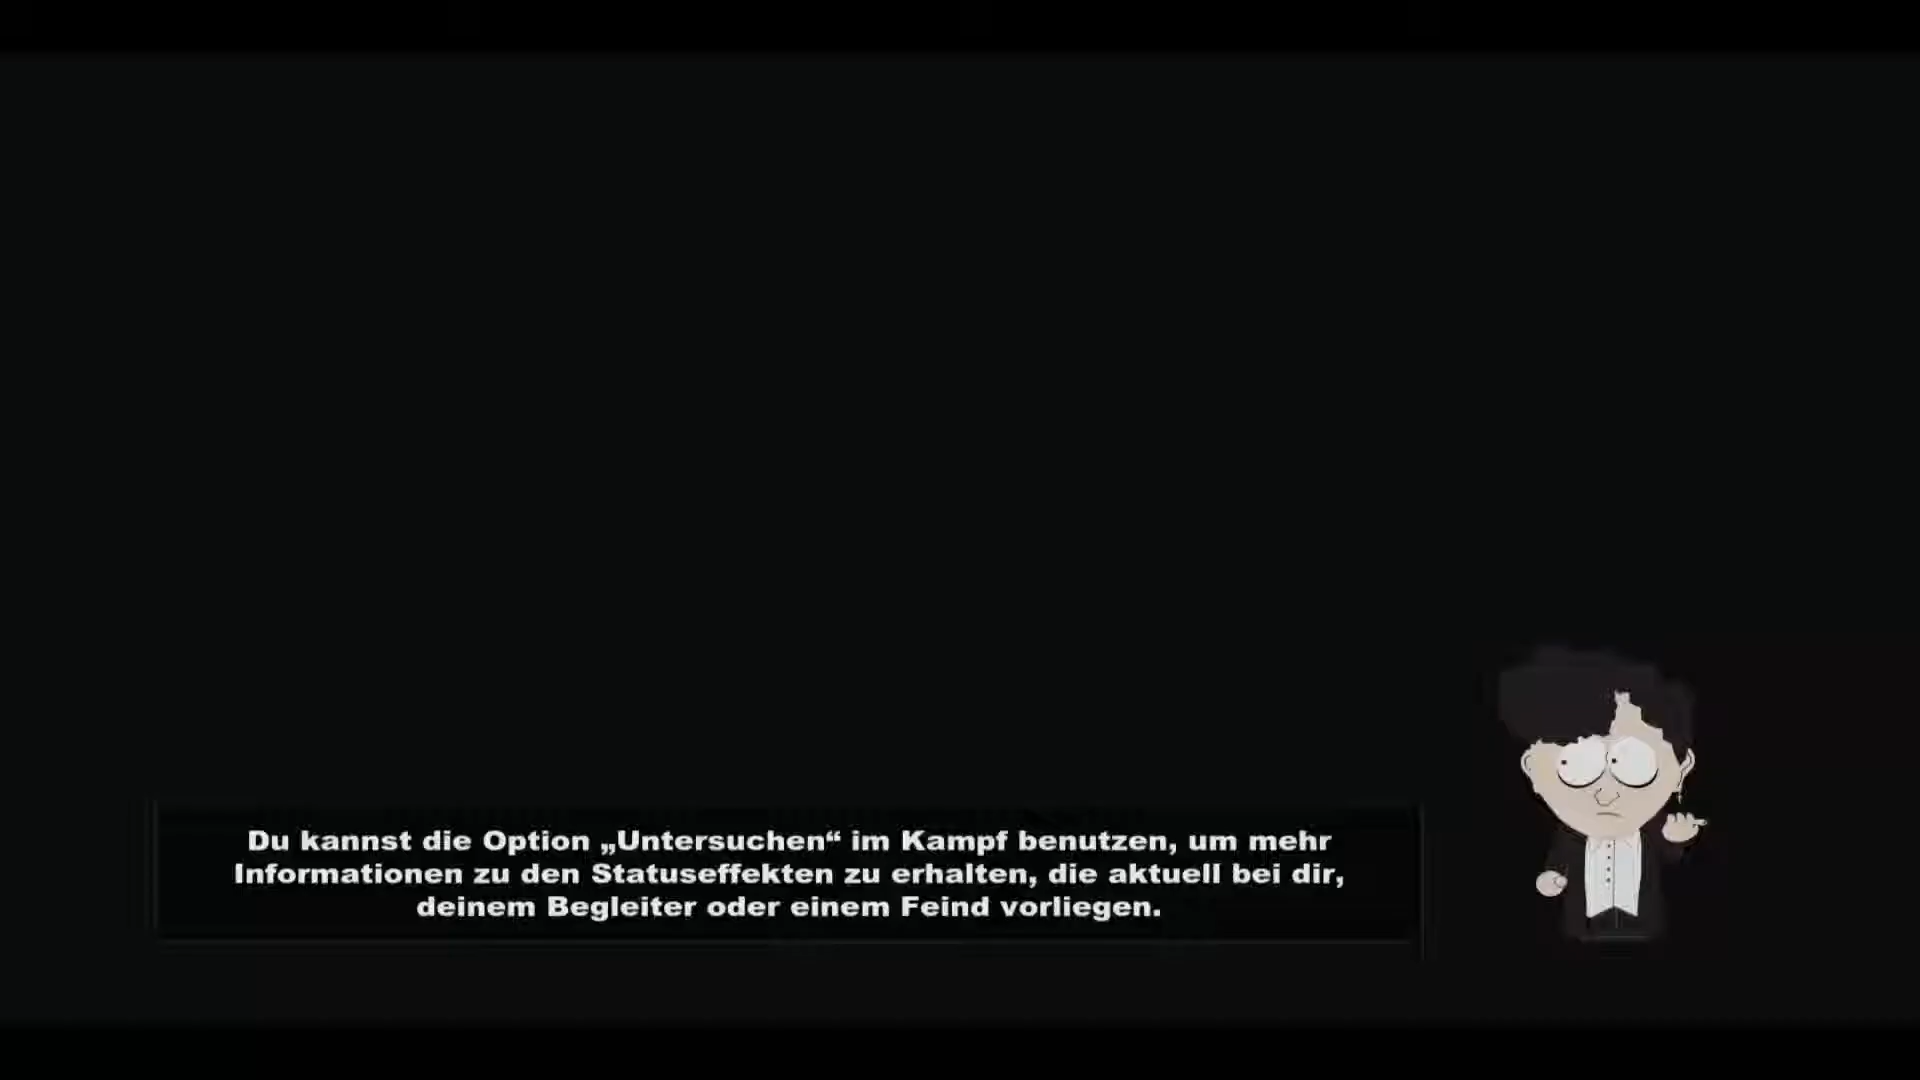 Du kannst die Option „Untersuchen“ im Kampf benutzen, um mehr
Informationen zu den Statuseffekten zu erhalten, die aktuell bei dir,
deinem Begleiter oder einem Feind vorliegen.